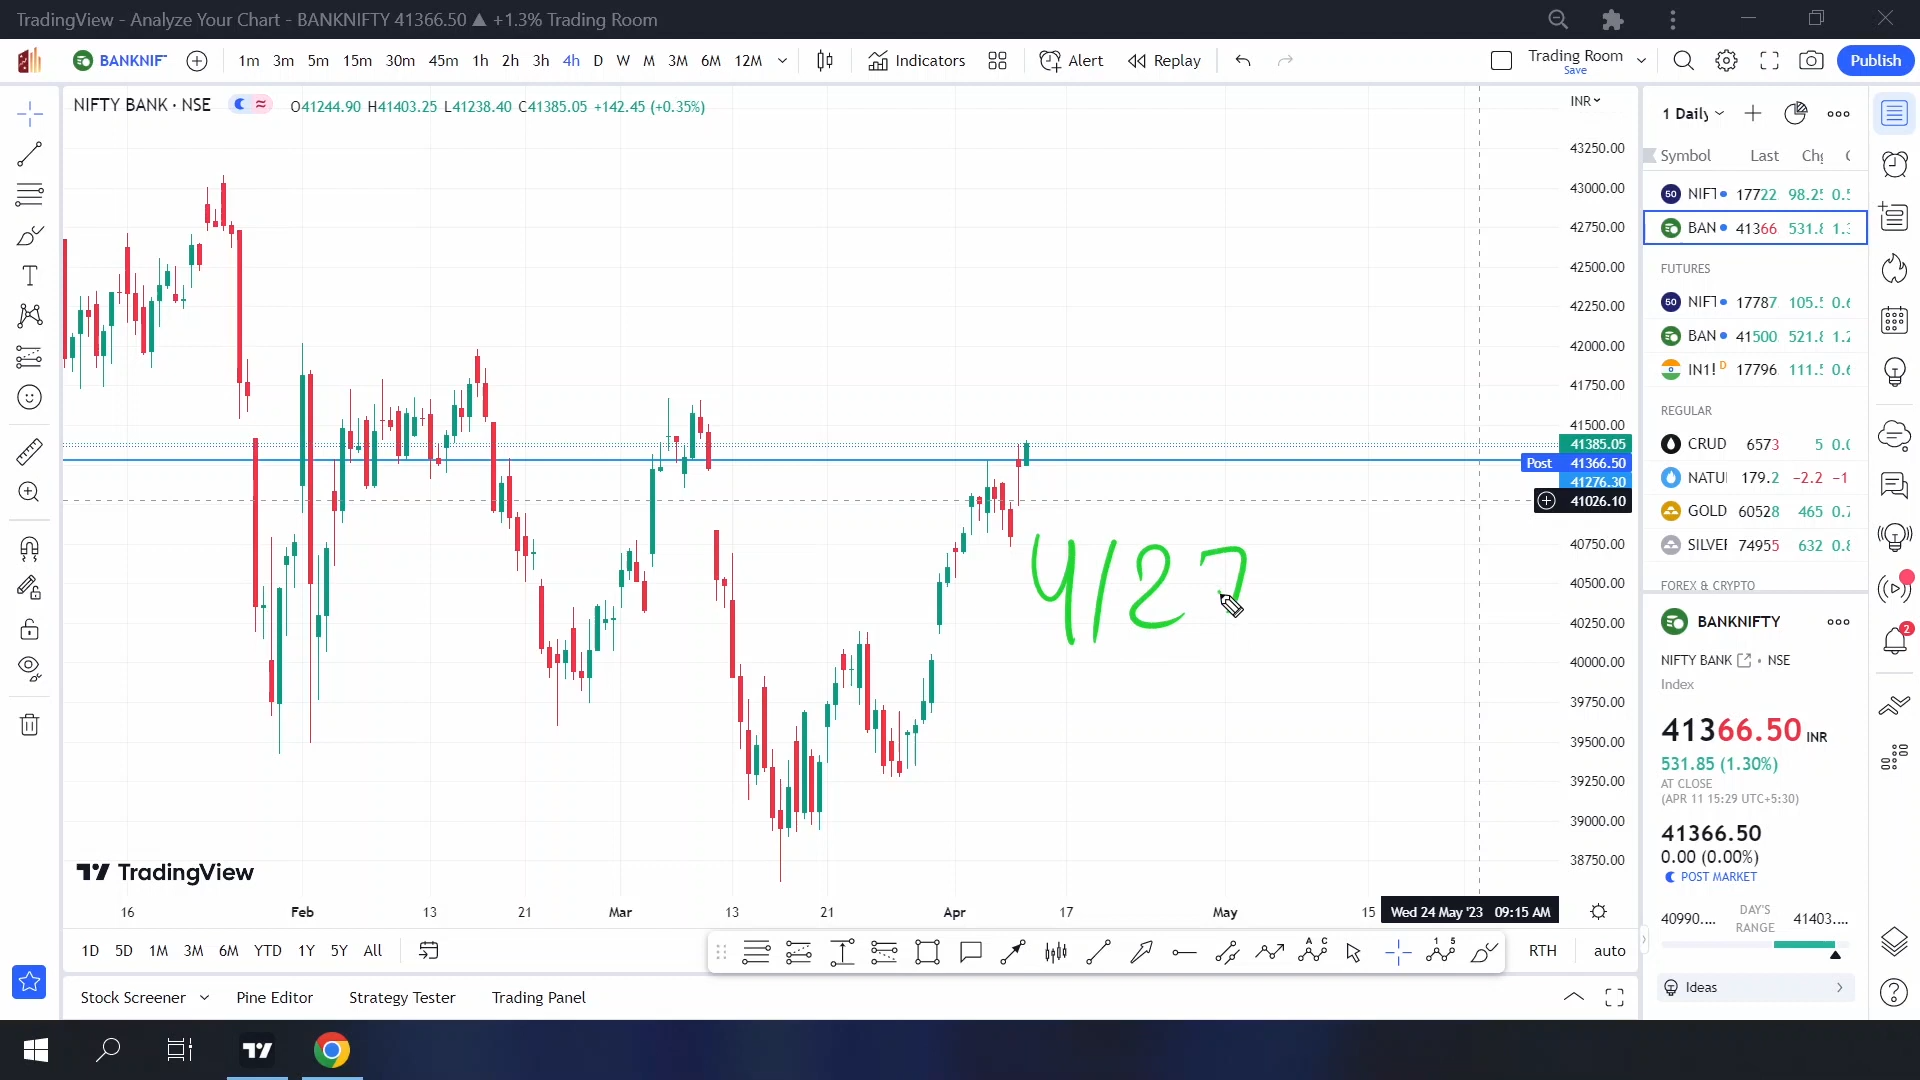 TradingView - Analyze Your Chart - BANKNIFTY 41366.50 ▲ +1.3% Trading Room
BANKNIF 1m 3m 5m 15m 30m 45m 1h 2h 3h 4h D W M 3M 6M 12M Indicators Alert Replay Trading Room Save Publish
NIFTY BANK · NSE O41244.90 H41403.25 L41238.40 C41385.05 +142.45 (+0.35%) INR
43250.00
43000.00
42750.00
42500.00
42250.00
42000.00
41750.00
41500.00
41385.05
Post 41366.50
41276.30
41026.10
40750.00
40500.00
40250.00
40000.00
39750.00
39500.00
39250.00
39000.00
38750.00
4127
TradingView
16 Feb 13 21 Mar 13 21 Apr 17 May 15 Wed 24 May '23 09:15 AM
1D 5D 1M 3M 6M YTD 1Y 5Y All RTH auto
Stock Screener Pine Editor Strategy Tester Trading Panel
1 Daily
Symbol Last Chg
NIFT 17722 98.25 0.5
BAN 41366 531.8 1.3
FUTURES
NIFT 17787 105.5 0.6
BAN 41500 521.8 1.2
IN1! D 17796 111.5 0.6
REGULAR
CRUD 6573 5 0.0
NATU 179.2 −2.2 −1
GOLD 60528 465 0.7
SILVER 74955 632 0.8
FOREX & CRYPTO
BANKNIFTY
NIFTY BANK • NSE
Index
41366.50 INR
531.85 (1.30%)
AT CLOSE
(APR 11 15:29 UTC+5:30)
41366.50
0.00 (0.00%)
POST MARKET
40990.... DAY'S RANGE 41403....
Ideas
2